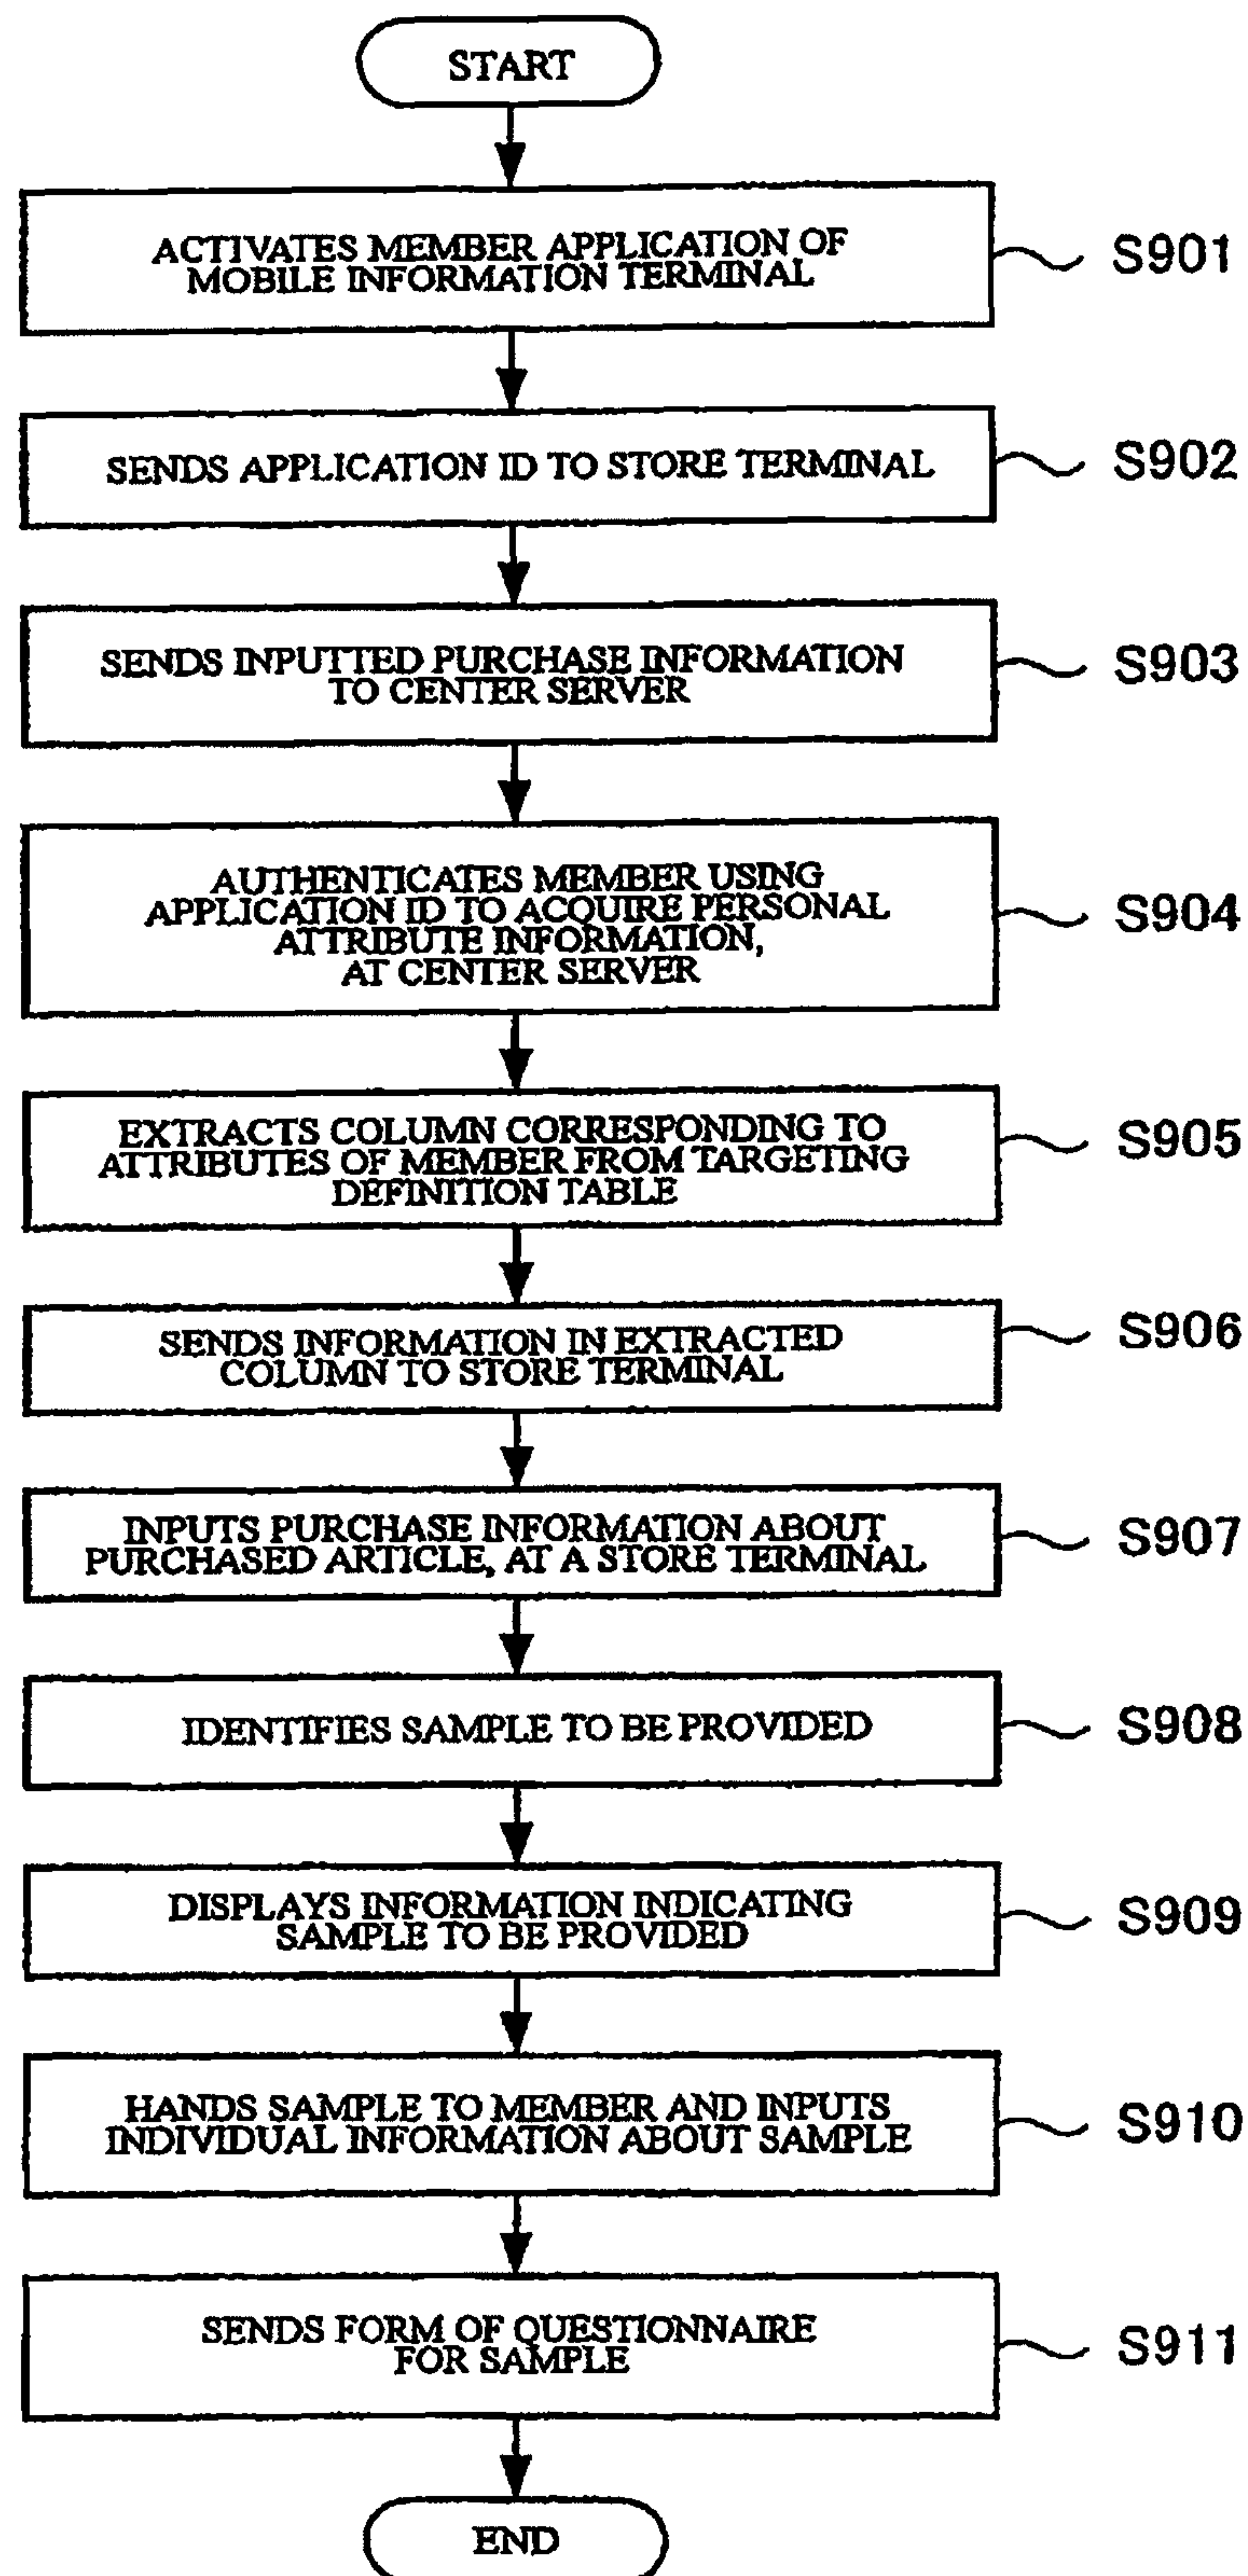 START
ACTIVATES MEMBER APPLICATION OF
MOBILE INFORMATION TERMINAL
S901
SENDS APPLICATION ID TO STORE TERMINAL
S902
SENDS INPUTTED PURCHASE INFORMATION
TO CENTER SERVER
S903
AUTHENTICATES MEMBER USING
APPLICATION ID TO ACQUIRE PERSONAL
ATTRIBUTE INFORMATION,
AT CENTER SERVER
S904
EXTRACTS COLUMN CORRESPONDING TO
ATTRIBUTES OF MEMBER FROM TARGETING
DEFINITION TABLE
S905
SENDS INFORMATION IN EXTRACTED
COLUMN TO STORE TERMINAL
S906
INPUTS PURCHASE INFORMATION ABOUT
PURCHASED ARTICLE, AT A STORE TERMINAL
S907
IDENTIFIES SAMPLE TO BE PROVIDED
S908
DISPLAYS INFORMATION INDICATING
SAMPLE TO BE PROVIDED
S909
HANDS SAMPLE TO MEMBER AND INPUTS
INDIVIDUAL INFORMATION ABOUT SAMPLE
S910
SENDS FORM OF QUESTIONNAIRE
FOR SAMPLE
S911
END